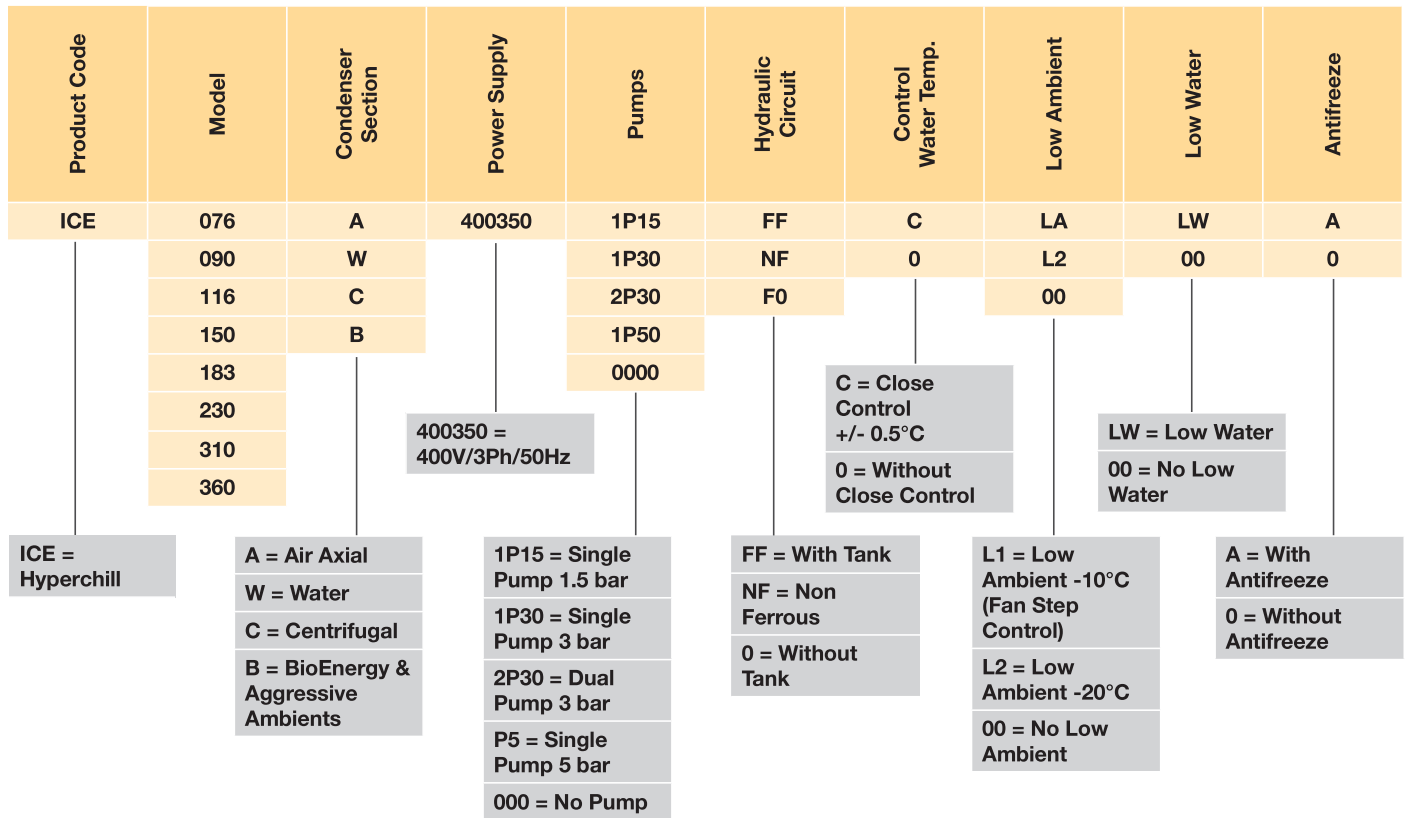 Product Code
Model
Condenser
Section
Power Supply
Pumps
Hydraulic
Circuit
Control
Water Temp.
Low Ambient
Low Water
Antifreeze
ICE 076 A 400350 1P15 FF C LA LW A
090 W 1P30 NF 0 L2 00 0
116 C 2P30 F0 00
150 B 1P50
183 0000
230
310
360
400350 =
400V/3Ph/50Hz
C = Close
Control
+/- 0.5°C
0 = Without
Close Control
LW = Low Water
00 = No Low
Water
ICE =
Hyperchill
A = Air Axial
W = Water
C = Centrifugal
B = BioEnergy &
Aggressive
Ambients
1P15 = Single
Pump 1.5 bar
1P30 = Single
Pump 3 bar
2P30 = Dual
Pump 3 bar
P5 = Single
Pump 5 bar
000 = No Pump
FF = With Tank
NF = Non
Ferrous
0 = Without
Tank
L1 = Low
Ambient -10°C
(Fan Step
Control)
L2 = Low
Ambient -20°C
00 = No Low
Ambient
A = With
Antifreeze
0 = Without
Antifreeze